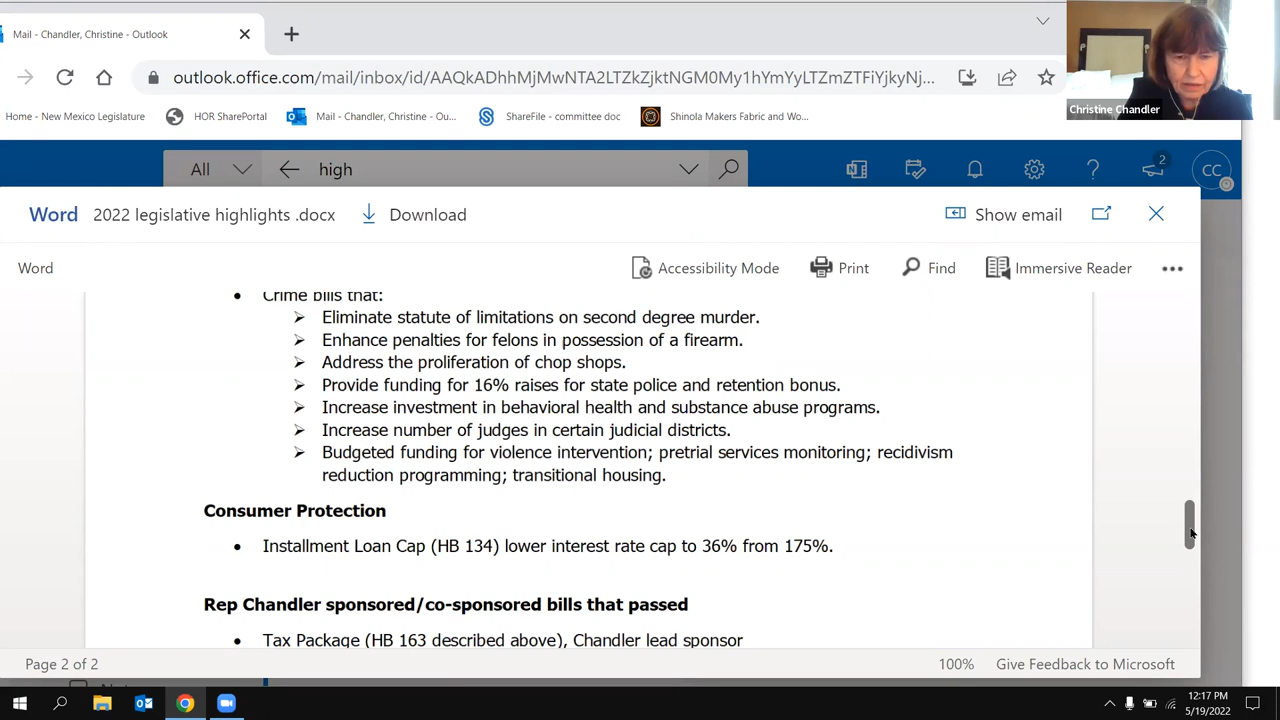 Mail - Chandler, Christine - Outlook
outlook.office.com/mail/inbox/id/AAQkADhhMjMwNTA2LTZkZjktNGM0My1hYmYyLTZmZTFiYjkyNj...
Christine Chandler
Home - New Mexico Legislature HOR SharePortal Mail - Chandler, Christine - Ou... ShareFile - committee doc Shinola Makers Fabric and Wo...
All high 2 CC
Word 2022 legislative highlights .docx Download Show email
Word Accessibility Mode Print Find Immersive Reader
• Crime bills that:
➢ Eliminate statute of limitations on second degree murder.
➢ Enhance penalties for felons in possession of a firearm.
➢ Address the proliferation of chop shops.
➢ Provide funding for 16% raises for state police and retention bonus.
➢ Increase investment in behavioral health and substance abuse programs.
➢ Increase number of judges in certain judicial districts.
➢ Budgeted funding for violence intervention; pretrial services monitoring; recidivism
reduction programming; transitional housing.
Consumer Protection
• Installment Loan Cap (HB 134) lower interest rate cap to 36% from 175%.
Rep Chandler sponsored/co-sponsored bills that passed
• Tax Package (HB 163 described above), Chandler lead sponsor
Page 2 of 2 100% Give Feedback to Microsoft
12:17 PM
5/19/2022